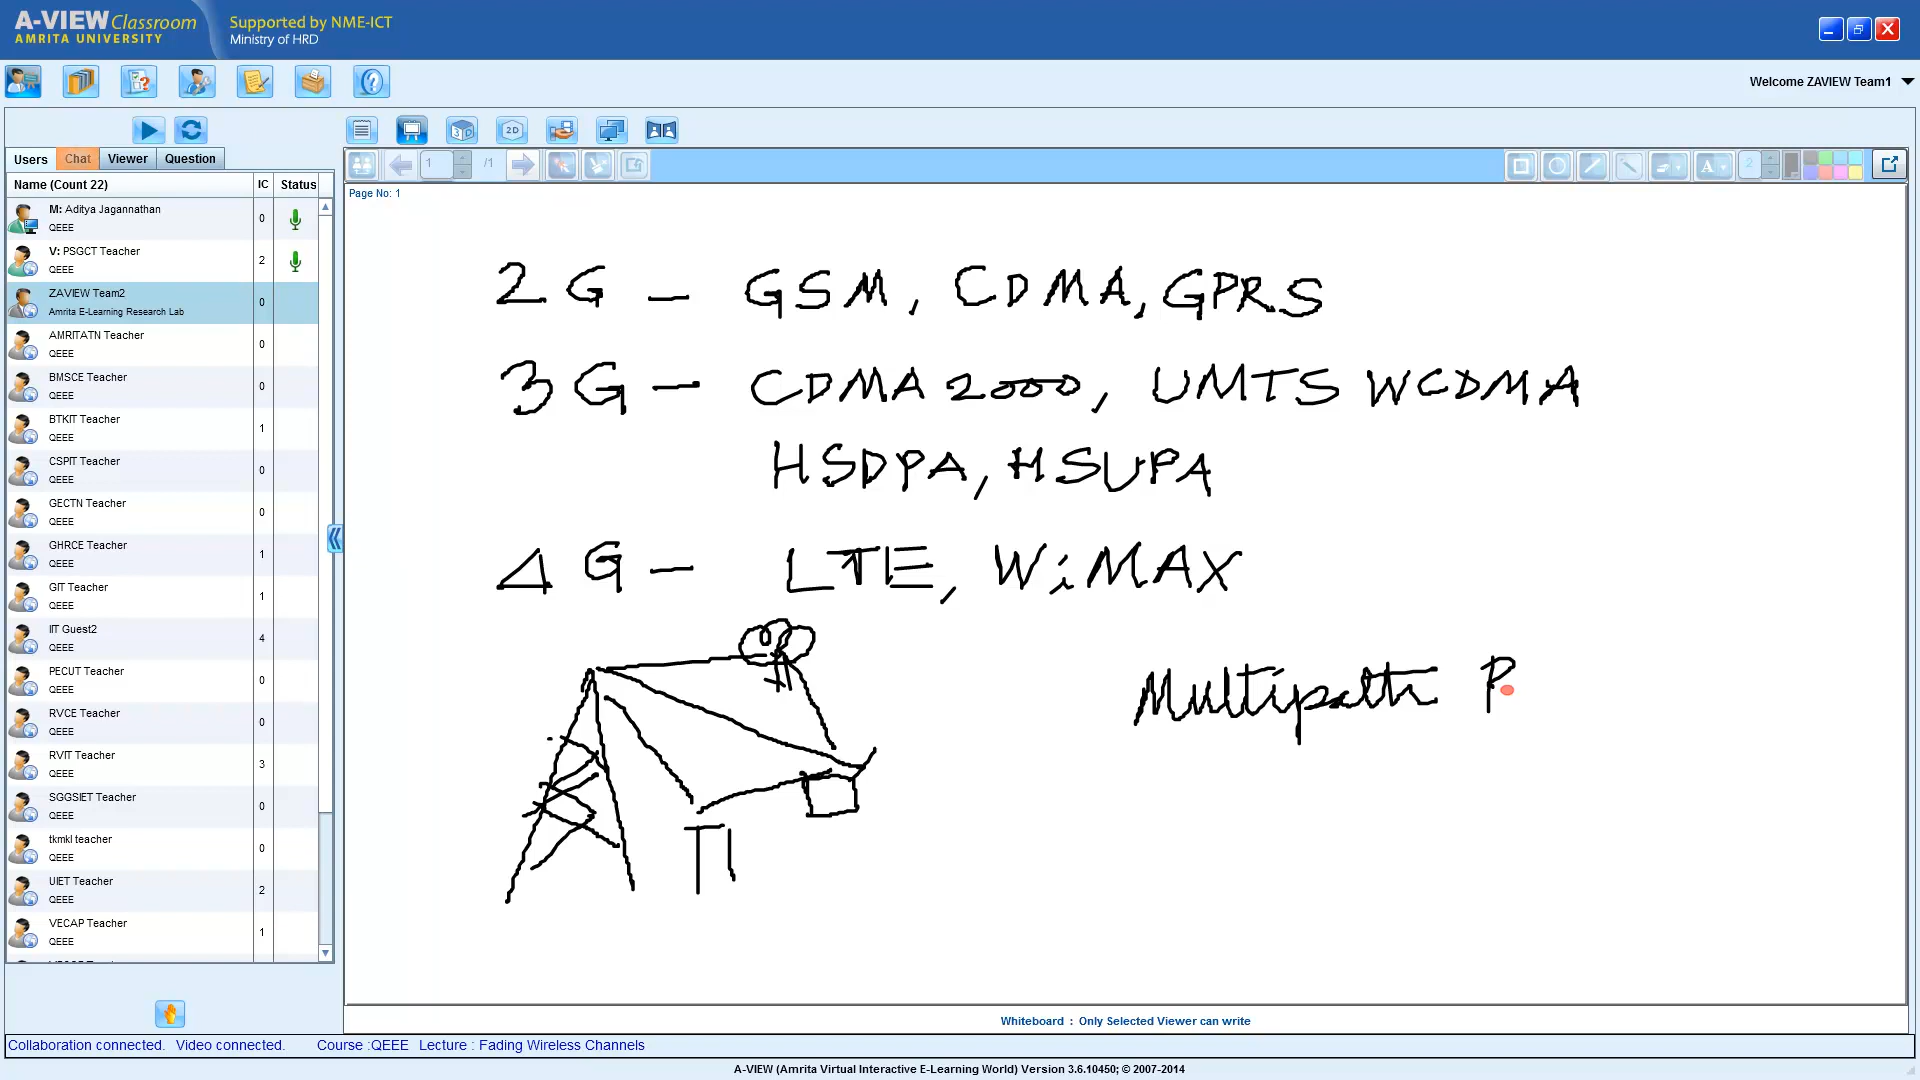 A-VIEW Classroom
AMRITA UNIVERSITY
Supported by NME-ICT
Ministry of HRD
Welcome ZAVIEW Team1
Users Chat Viewer Question
Name (Count 22) IC Status
M: Aditya Jagannathan
QEEE 0
V: PSGCT Teacher
QEEE 2
ZAVIEW Team2
Amrita E-Learning Research Lab 0
AMRITATN Teacher
QEEE 0
BMSCE Teacher
QEEE 0
BTKIT Teacher
QEEE 1
CSPIT Teacher
QEEE 0
GECTN Teacher
QEEE 0
GHRCE Teacher
QEEE 1
GIT Teacher
QEEE 1
IIT Guest2
QEEE 4
PECUT Teacher
QEEE 0
RVCE Teacher
QEEE 0
RVIT Teacher
QEEE 3
SGGSIET Teacher
QEEE 0
tkmkl teacher
QEEE 0
UIET Teacher
QEEE 2
VECAP Teacher
QEEE 1
3D 2D
1 /1 A 2
Page No: 1
2G - GSM, CDMA, GPRS
3G - CDMA 2000, UMTS WCDMA
HSDPA, HSUPA
4G - LTE, WiMAX
Multipath P
Whiteboard : Only Selected Viewer can write
Collaboration connected. Video connected. Course :QEEE Lecture : Fading Wireless Channels
A-VIEW (Amrita Virtual Interactive E-Learning World) Version 3.6.10450; © 2007-2014